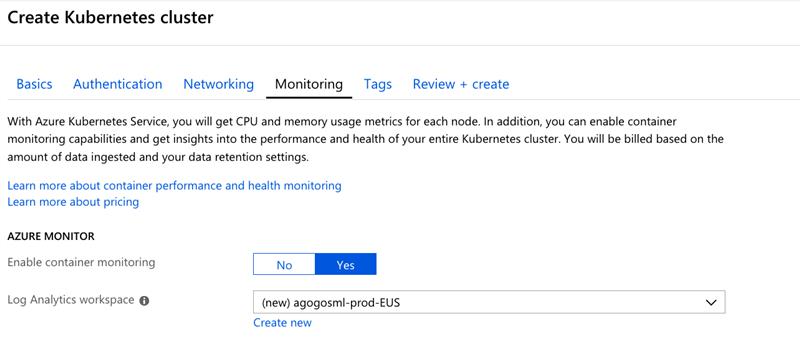 Create Kubernetes cluster
Basics Authentication Networking Monitoring Tags Review + create
With Azure Kubernetes Service, you will get CPU and memory usage metrics for each node. In addition, you can enable container
monitoring capabilities and get insights into the performance and health of your entire Kubernetes cluster. You will be billed based on the
amount of data ingested and your data retention settings.
Learn more about container performance and health monitoring
Learn more about pricing
AZURE MONITOR
Enable container monitoring No Yes
Log Analytics workspace (new) agogosml-prod-EUS
Create new